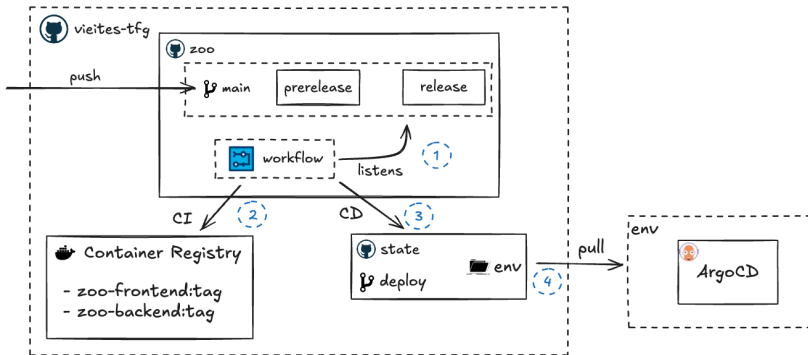 vieites-tfg
zoo
push
main
prerelease
release
workflow
listens
1
CI
2
CD
3
Container Registry
- zoo-frontend:tag
- zoo-backend:tag
state
deploy
env
4
pull
env
ArgoCD